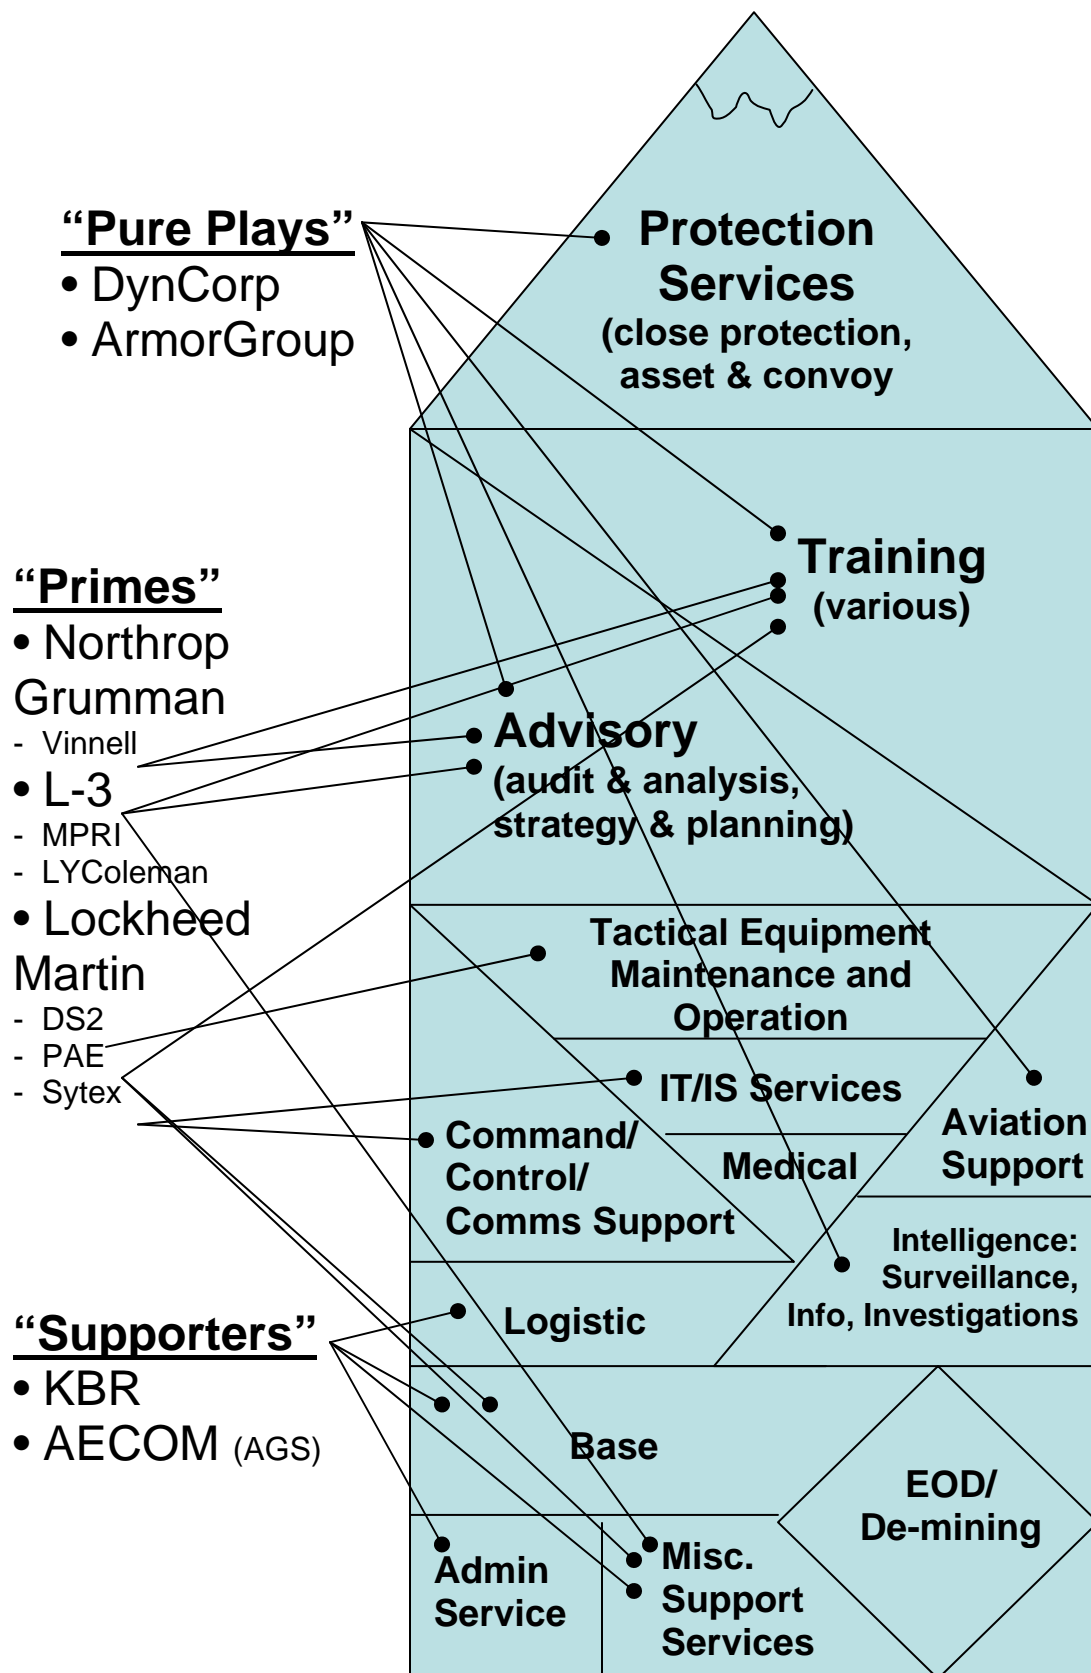 “Pure Plays”
• DynCorp
• ArmorGroup
Protection
Services
(close protection,
asset & convoy
Training
(various)
“Primes”
• Northrop
Grumman
- Vinnell
• L-3
- MPRI
- LYColeman
• Lockheed
Martin
- DS2
- PAE
- Sytex
Advisory
(audit & analysis,
strategy & planning)
Tactical Equipment
Maintenance and
Operation
IT/IS Services
Medical
Command/
Control/
Comms Support
Aviation
Support
Intelligence:
Surveillance,
Info, Investigations
Logistic
“Supporters”
• KBR
• AECOM (AGS)
Base
EOD/
De-mining
Admin
Service
Misc.
Support
Services